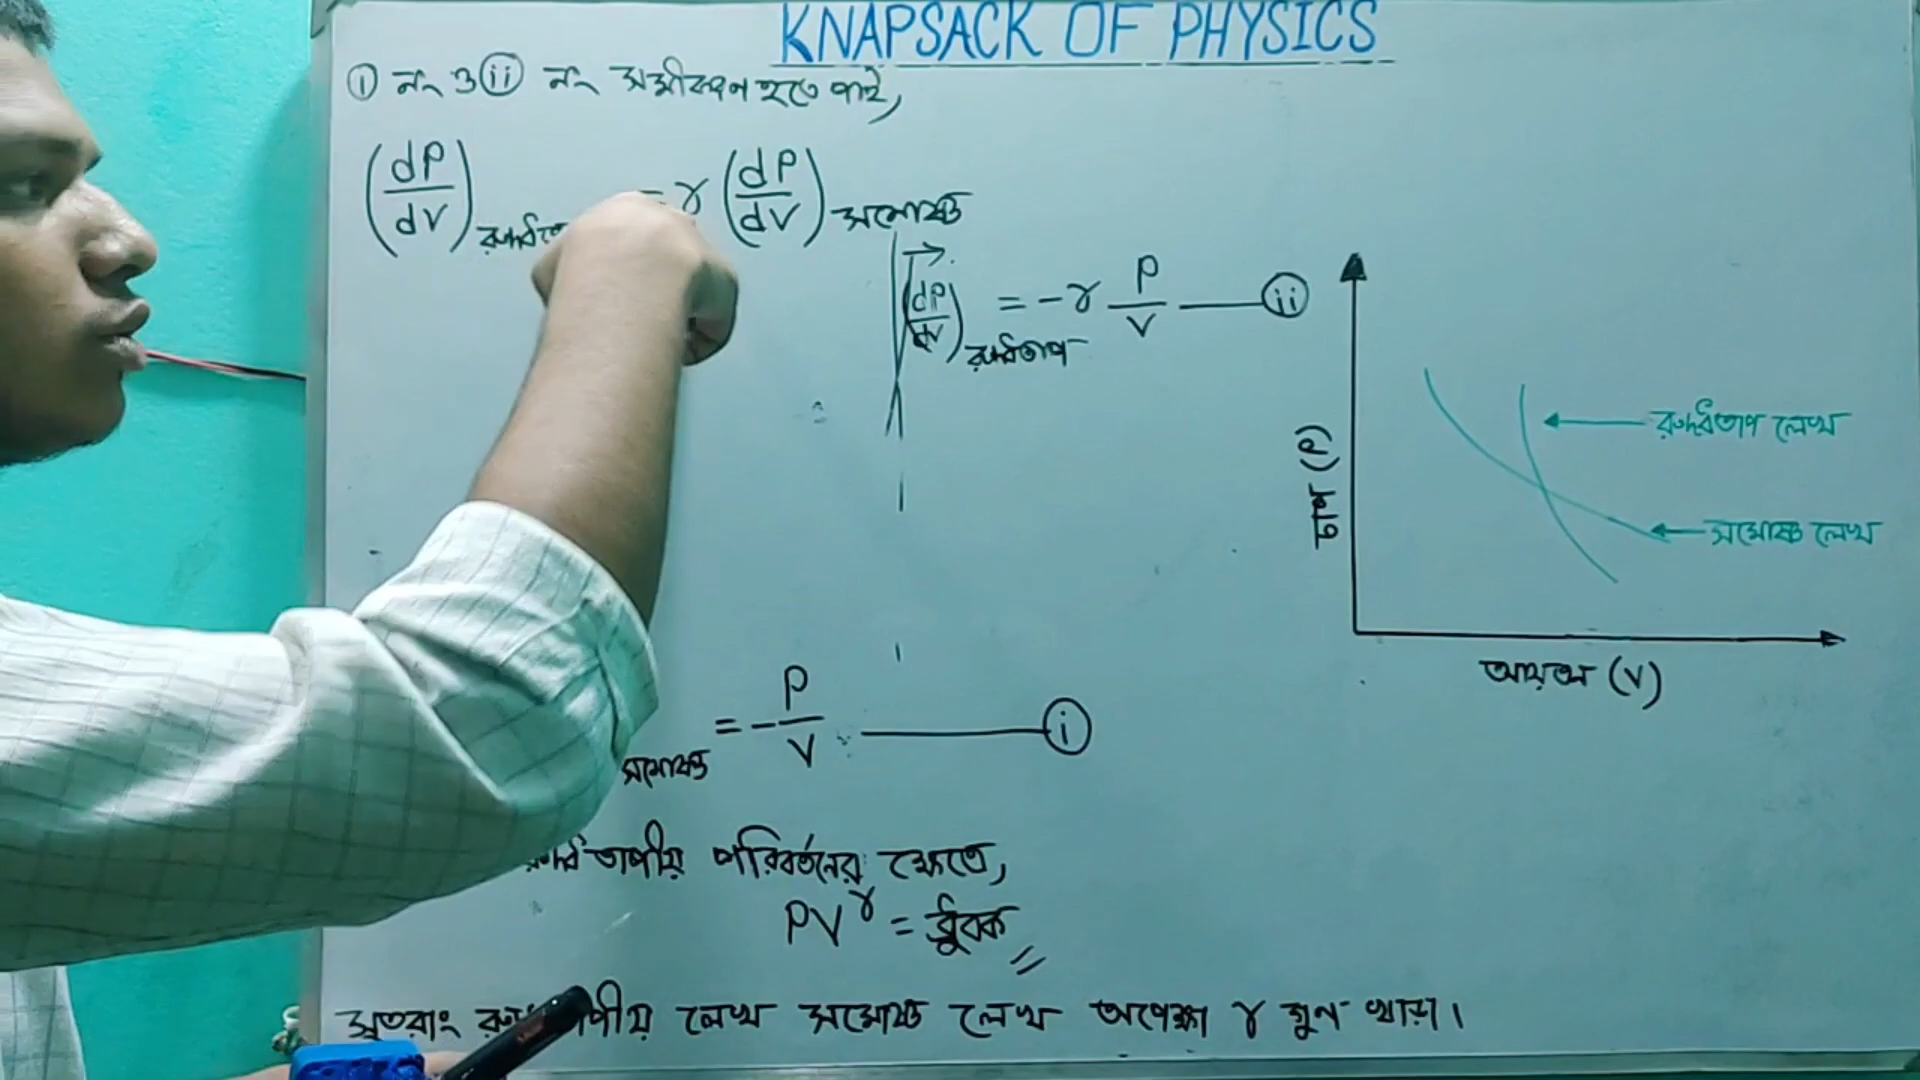 KNAPSACK OF PHYSICS
① নং ও ⓘⓘ নং সমীকরণ হতে পাই,
(dP/dV) = γ (dP/dV) সমোষ্ণ
(dP/dV) রুদ্ধতাপ = -γ P/V —— ⓘⓘ
চাপ (P)
রুদ্ধতাপ লেখ
সমোষ্ণ লেখ
আয়তন (V)
সমোষ্ণ = - P/V —— ⓘ
তাপীয় পরিবর্তনের ক্ষেত্রে,
PV^γ = ধ্রুবক
সুতরাং লেখ সমোষ্ণ লেখ অপেক্ষা γ গুন খাড়া।